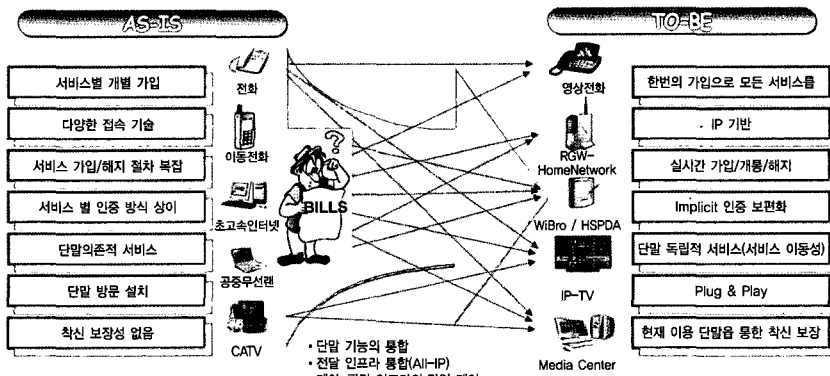 AS-IS
서비스별 개별 가입
다양한 접속 기술
서비스 가입/해지 절차 복잡
서비스 별 인증 방식 상이
단말의존적 서비스
단말 방문 설치
착신 보장성 없음
전화
이동전화
초고속인터넷
공중무선랜
CATV
?
BILLS
• 단말 기능의 통합
• 전달 인프라 통합(All-IP)
TO-BE
영상전화
RGW-
HomeNetwork
WiBro / HSPDA
IP-TV
Media Center
한번의 가입으로 모든 서비스를
IP 기반
실시간 가입/개통/해지
Implicit 인증 보편화
단말 독립적 서비스(서비스 이동성)
Plug & Play
현재 이용 단말을 통한 착신 보장